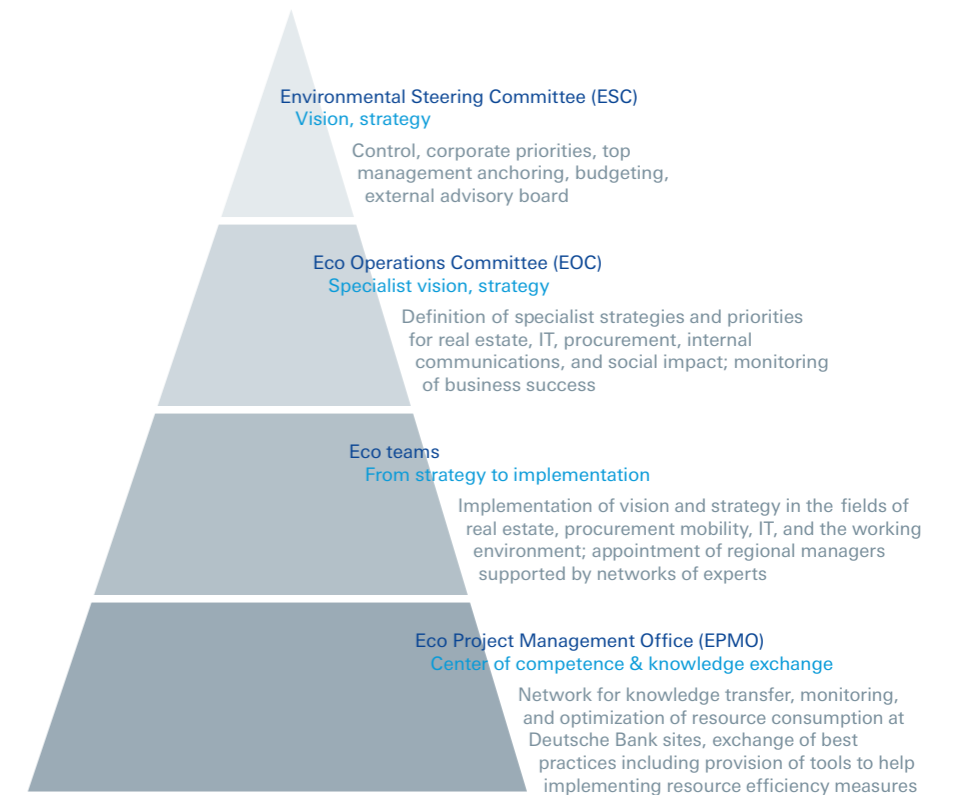 Environmental Steering Committee (ESC)
Vision, strategy
Control, corporate priorities, top
management anchoring, budgeting,
external advisory board
Eco Operations Committee (EOC)
Specialist vision, strategy
Definition of specialist strategies and priorities
for real estate, IT, procurement, internal
communications, and social impact; monitoring
of business success
Eco teams
From strategy to implementation
Implementation of vision and strategy in the fields of
real estate, procurement mobility, IT, and the working
environment; appointment of regional managers
supported by networks of experts
Eco Project Management Office (EPMO)
Center of competence & knowledge exchange
Network for knowledge transfer, monitoring,
and optimization of resource consumption at
Deutsche Bank sites, exchange of best
practices including provision of tools to help
implementing resource efficiency measures